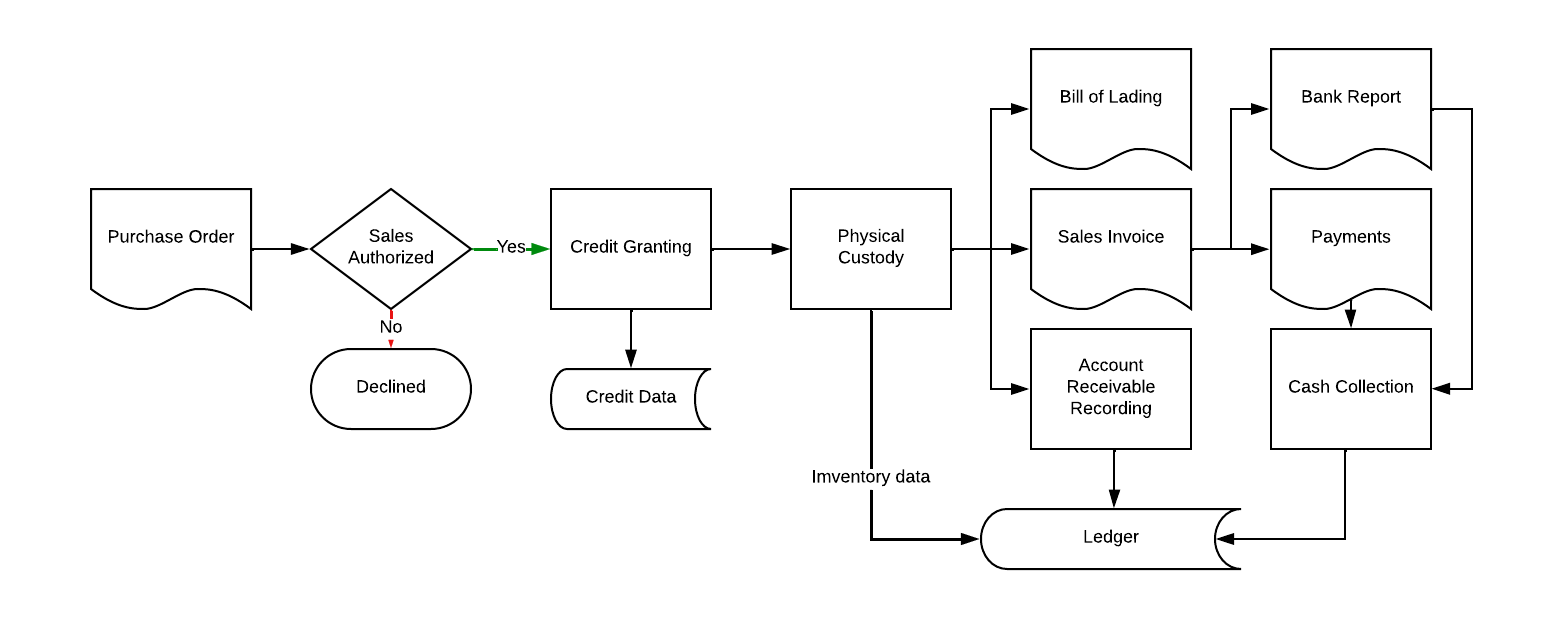 Purchase Order
Sales
Authorized
Yes
No
Declined
Credit Granting
Credit Data
Physical
Custody
Imventory data
Bill of Lading
Sales Invoice
Account
Receivable
Recording
Bank Report
Payments
Cash Collection
Ledger